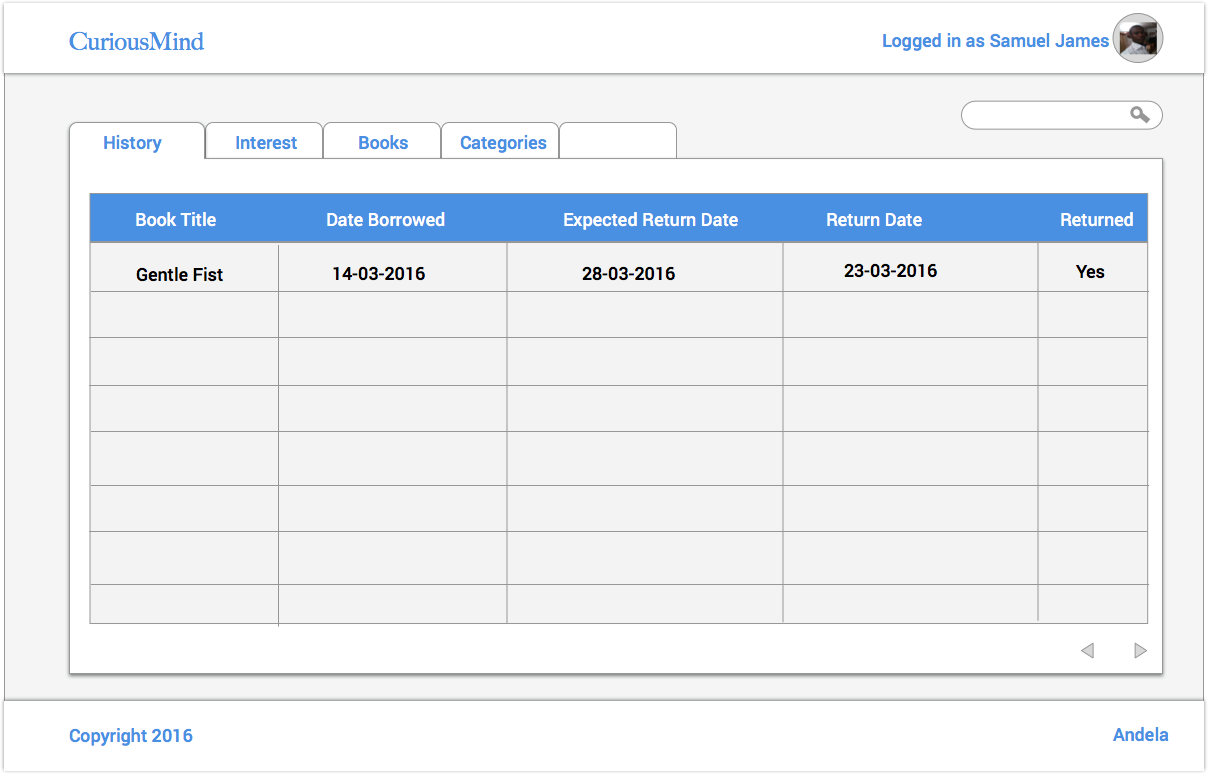 CuriousMind
Logged in as Samuel James
History Interest Books Categories
Book Title Date Borrowed Expected Return Date Return Date Returned
Gentle Fist 14-03-2016 28-03-2016 23-03-2016 Yes
Copyright 2016
Andela